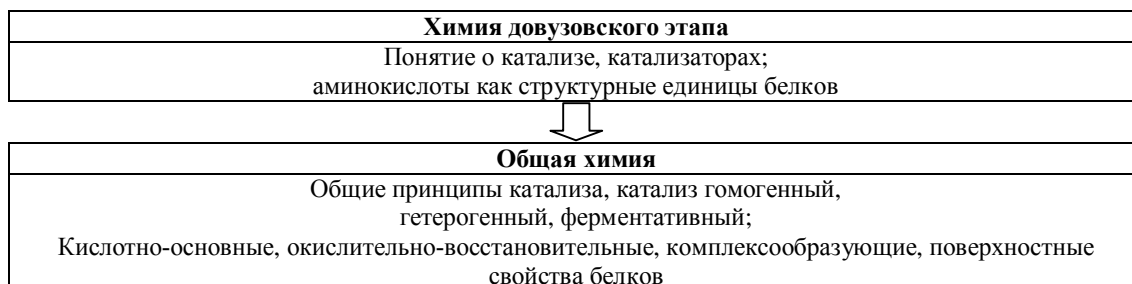 Химия довузовского этапа
Понятие о катализе, катализаторах;
аминокислоты как структурные единицы белков
Общая химия
Общие принципы катализа, катализ гомогенный,
гетерогенный, ферментативный;
Кислотно-основные, окислительно-восстановительные, комплексообразующие, поверхностные
свойства белков